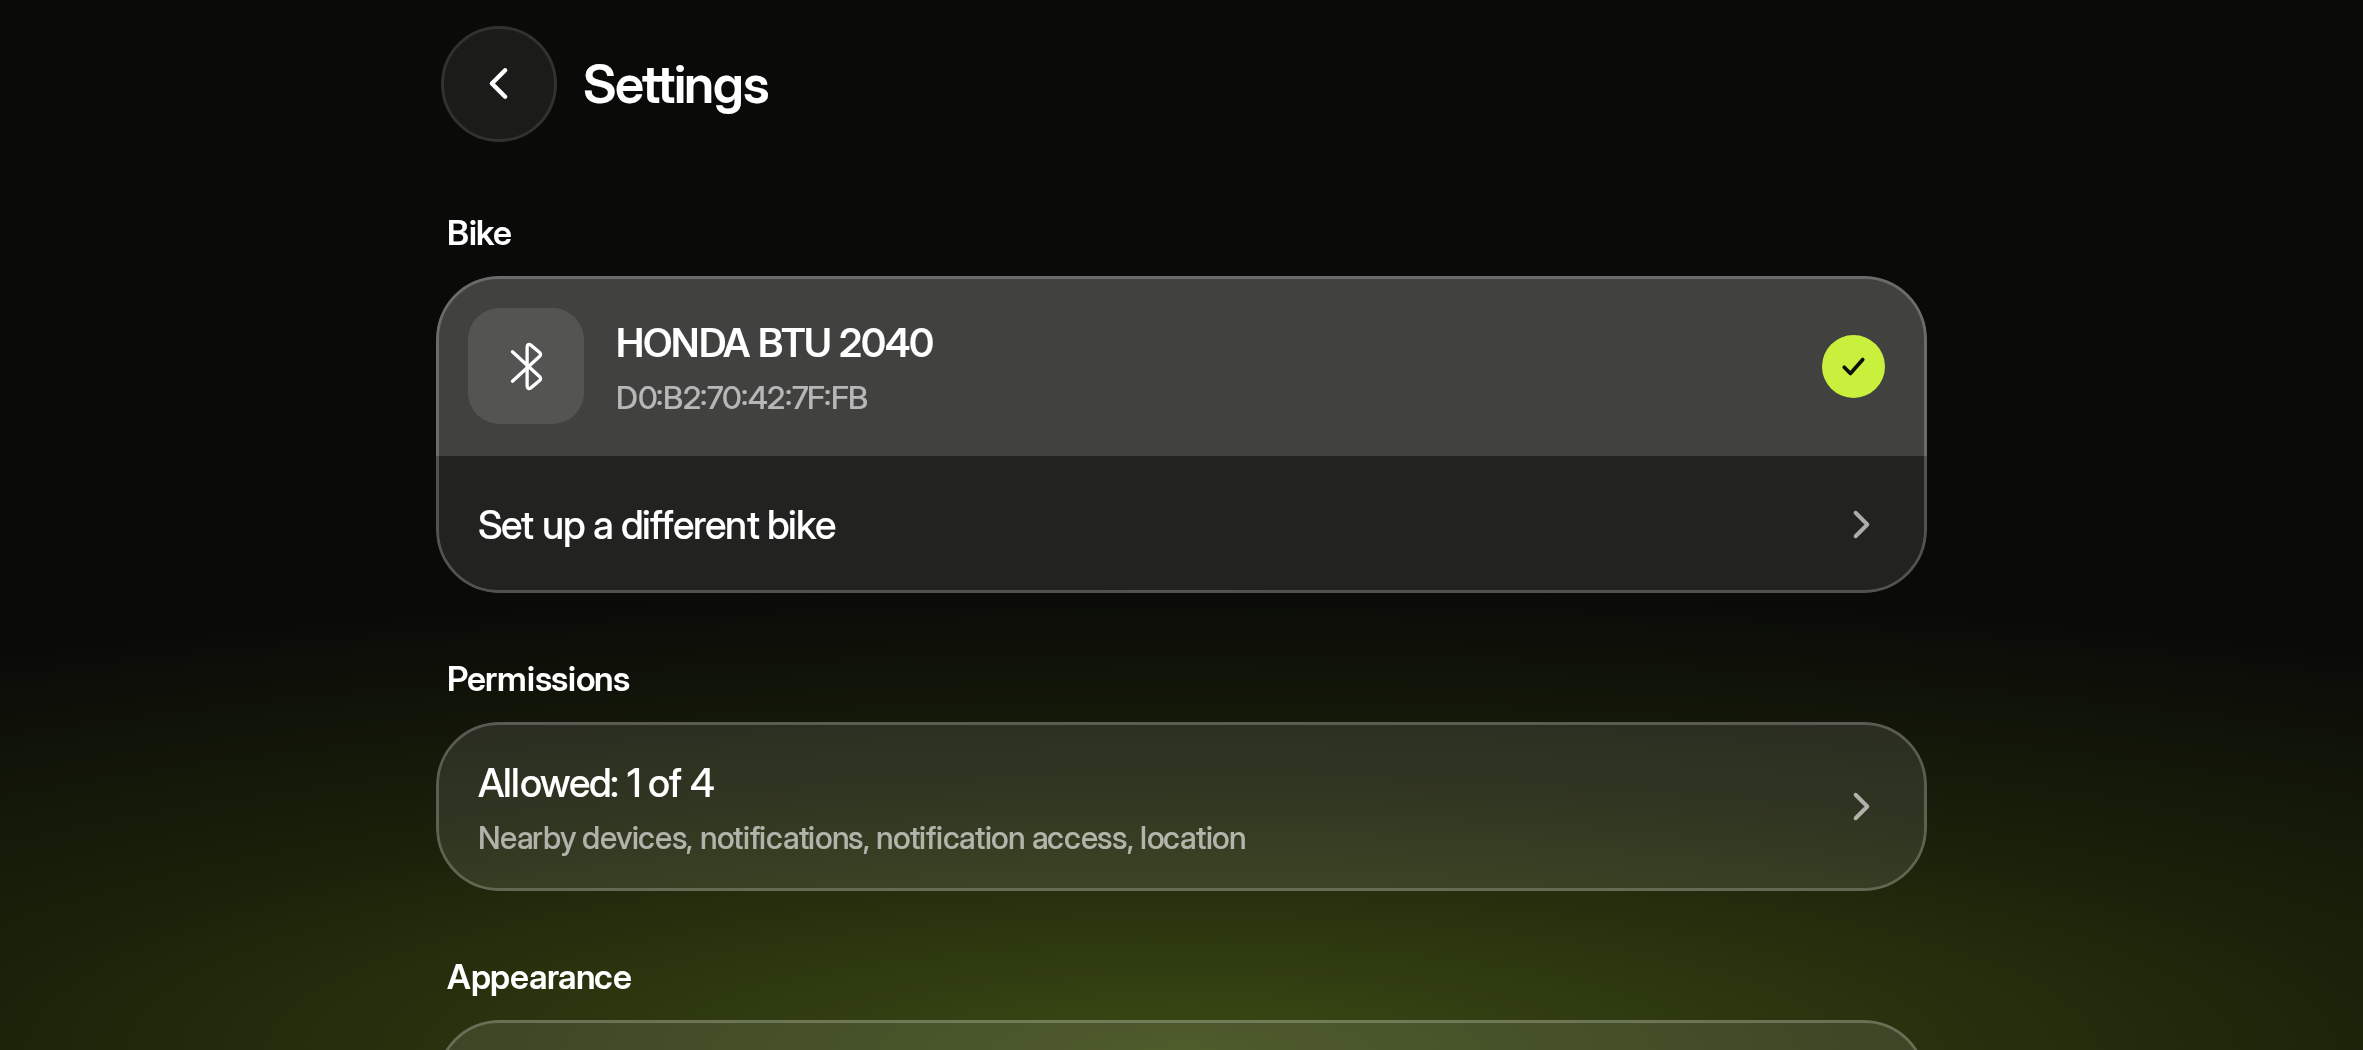 Settings
Bike
HONDA BTU 2040
D0:B2:70:42:7F:FB
Set up a different bike
Permissions
Allowed: 1 of 4
Nearby devices, notifications, notification access, location
Appearance